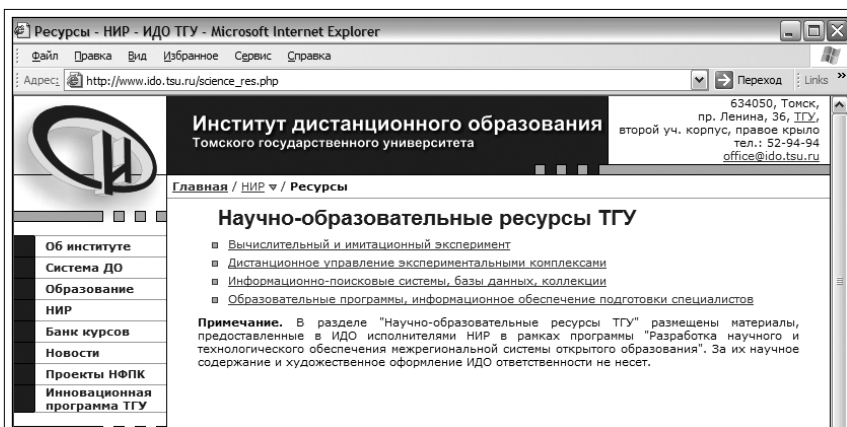 Ресурсы - НИР - ИДО ТГУ - Microsoft Internet Explorer
Файл Правка Вид Избранное Сервис Справка
Адрес: http://www.ido.tsu.ru/science_res.php Переход Links »
Институт дистанционного образования
Томского государственного университета
634050, Томск,
пр. Ленина, 36, ТГУ,
второй уч. корпус, правое крыло
тел.: 52-94-94
office@ido.tsu.ru
Главная / НИР / Ресурсы
Научно-образовательные ресурсы ТГУ
Об институте
Система ДО
Образование
НИР
Банк курсов
Новости
Проекты НФПК
Инновационная
программа ТГУ
Вычислительный и имитационный эксперимент
Дистанционное управление экспериментальными комплексами
Информационно-поисковые системы, базы данных, коллекции
Образовательные программы, информационное обеспечение подготовки специалистов
Примечание. В разделе "Научно-образовательные ресурсы ТГУ" размещены материалы,
предоставленные в ИДО исполнителями НИР в рамках программы "Разработка научного и
технологического обеспечения межрегиональной системы открытого образования". За их научное
содержание и художественное оформление ИДО ответственности не несет.